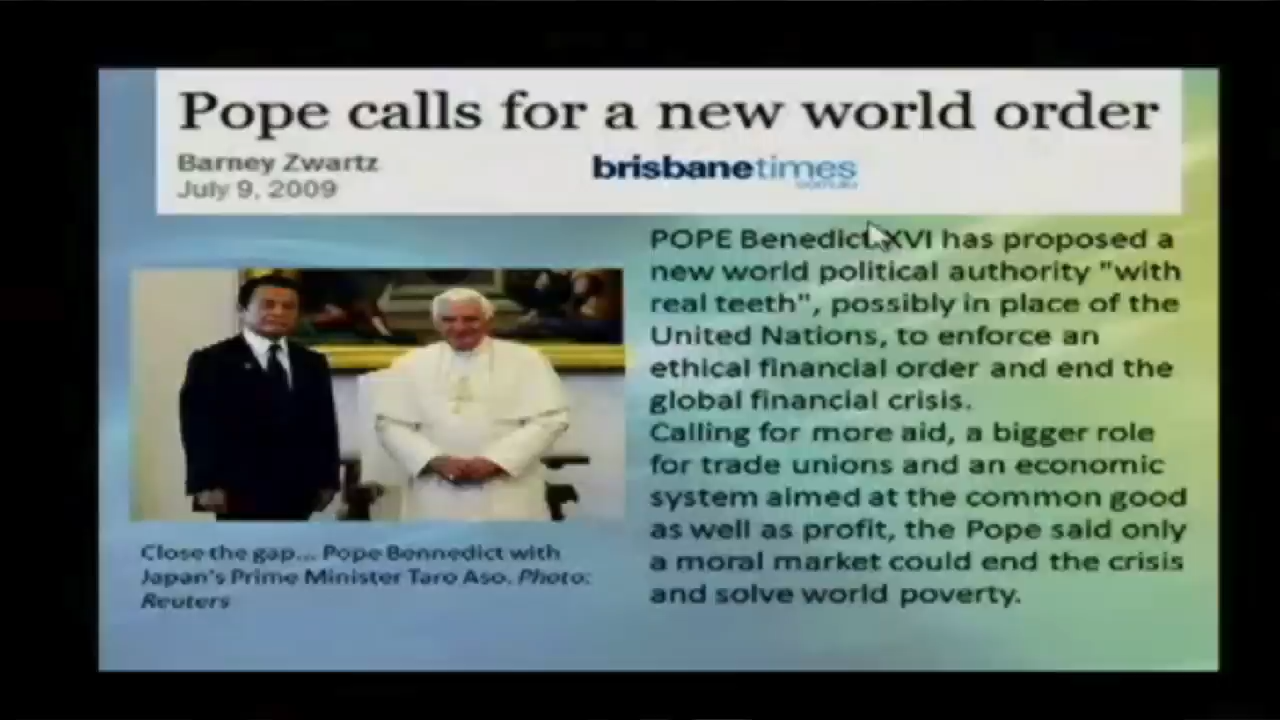 Pope calls for a new world order
Barney Zwartz
July 9, 2009
brisbanetimes
com.au
POPE Benedict XVI has proposed a
new world political authority "with
real teeth", possibly in place of the
United Nations, to enforce an
ethical financial order and end the
global financial crisis.
Calling for more aid, a bigger role
for trade unions and an economic
system aimed at the common good
as well as profit, the Pope said only
a moral market could end the crisis
and solve world poverty.
Close the gap... Pope Bennedict with
Japan's Prime Minister Taro Aso. Photo:
Reuters